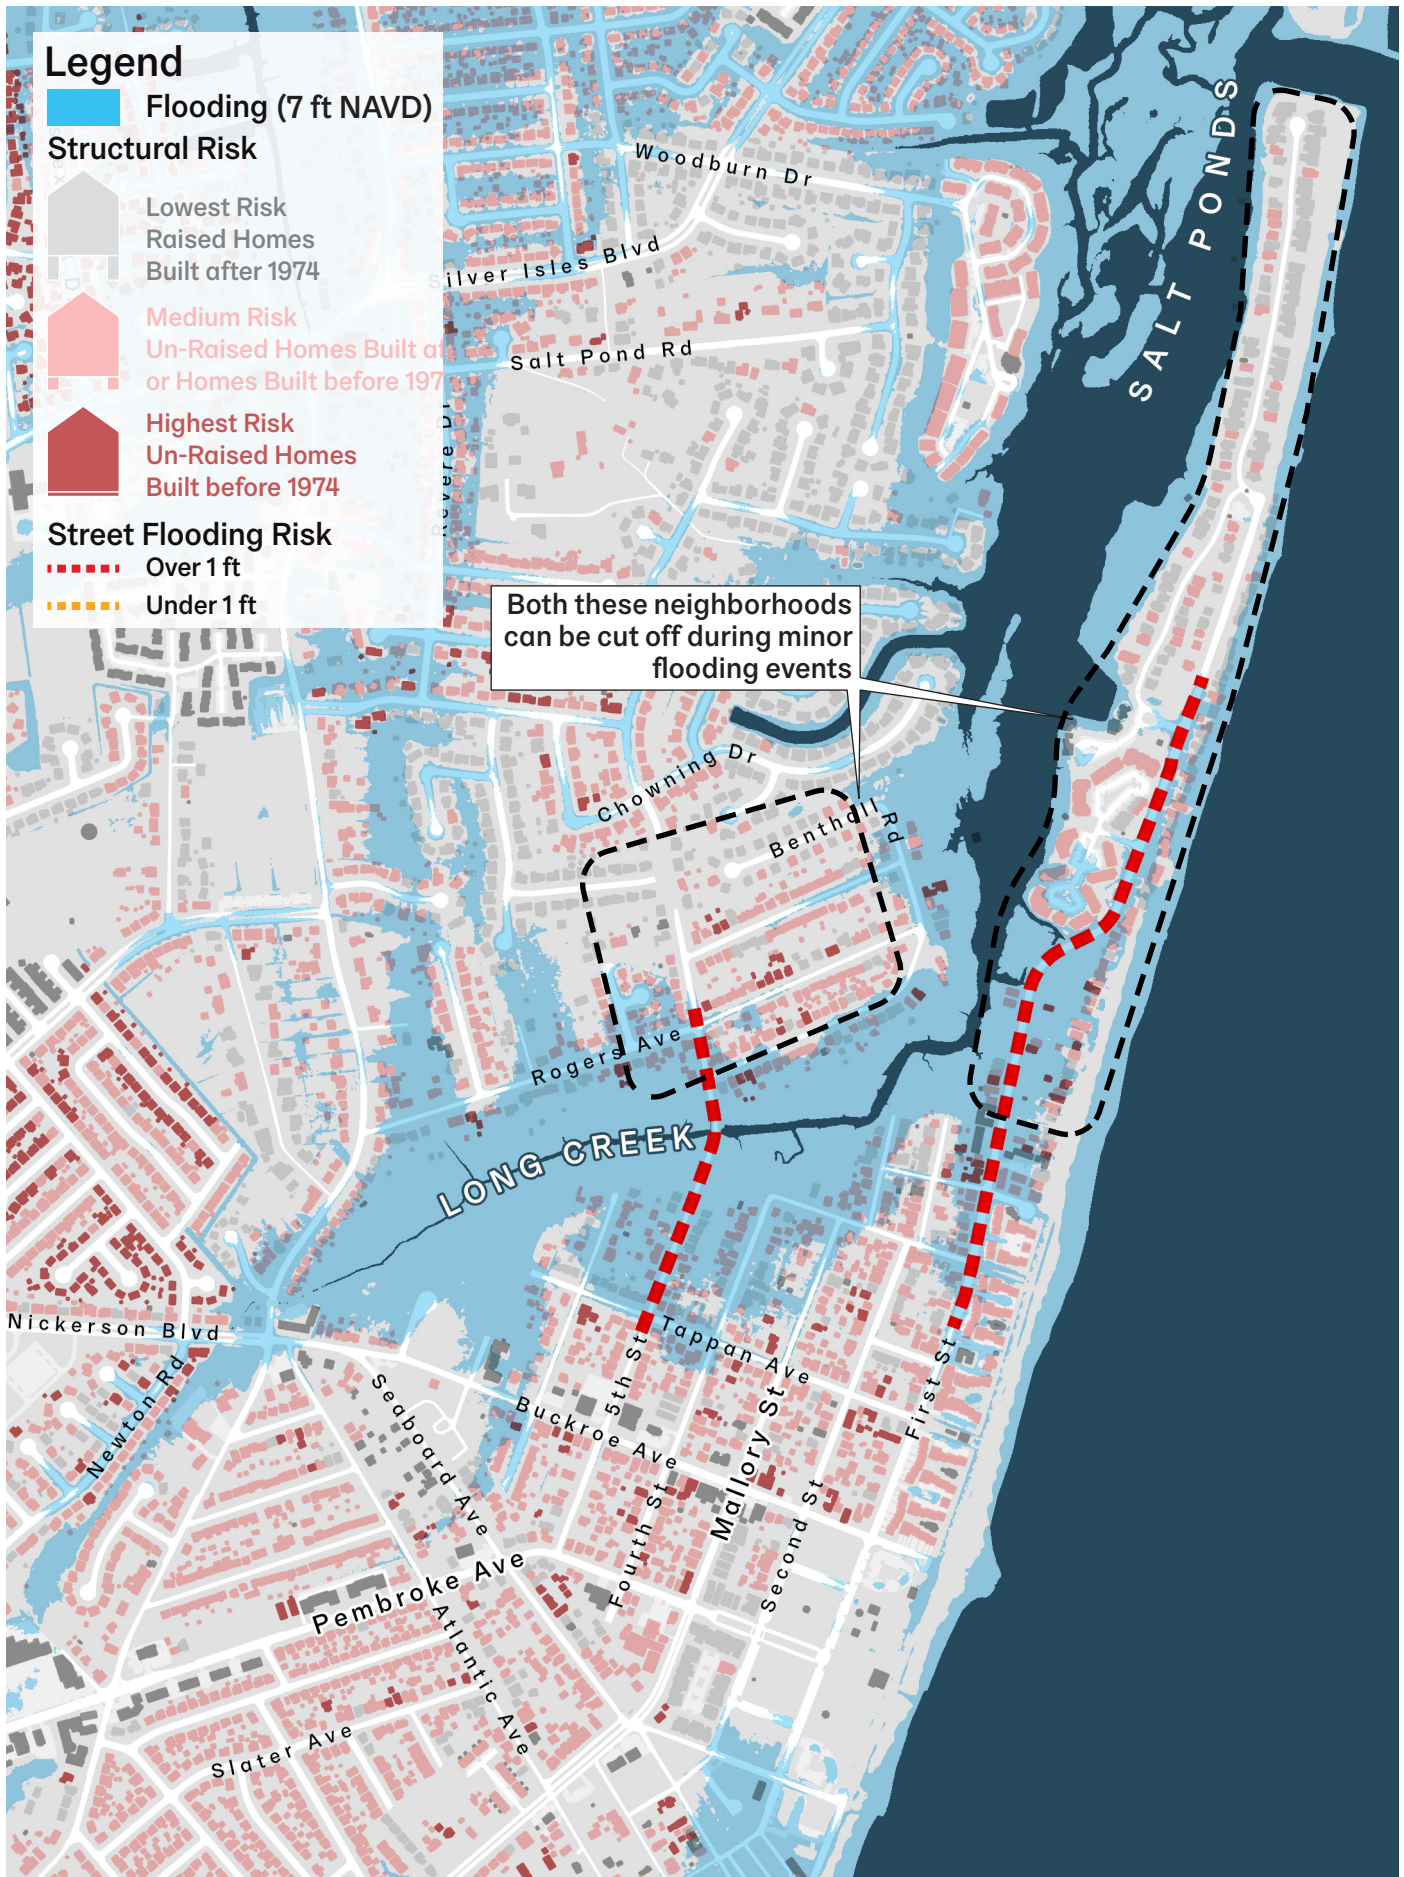 Legend
Flooding (7 ft NAVD)
Structural Risk
Lowest Risk
Raised Homes
Built after 1974
Medium Risk
Un-Raised Homes Built af
or Homes Built before 197
Highest Risk
Un-Raised Homes
Built before 1974
Street Flooding Risk
Over 1 ft
Under 1 ft
Woodburn Dr
SALT PONDS
Silver Isles Blvd
Salt Pond Rd
Revere Dr
Both these neighborhoods
can be cut off during minor
flooding events
Chowning Dr
Benthall Rd
Rogers Ave
LONG CREEK
Nickerson Blvd
Newton Rd
Tappan Ave
5th St
First St
Seaboard Ave
Buckroe Ave
Mallory St
Fourth St
Second St
Pembroke Ave
Atlantic Ave
Slater Ave